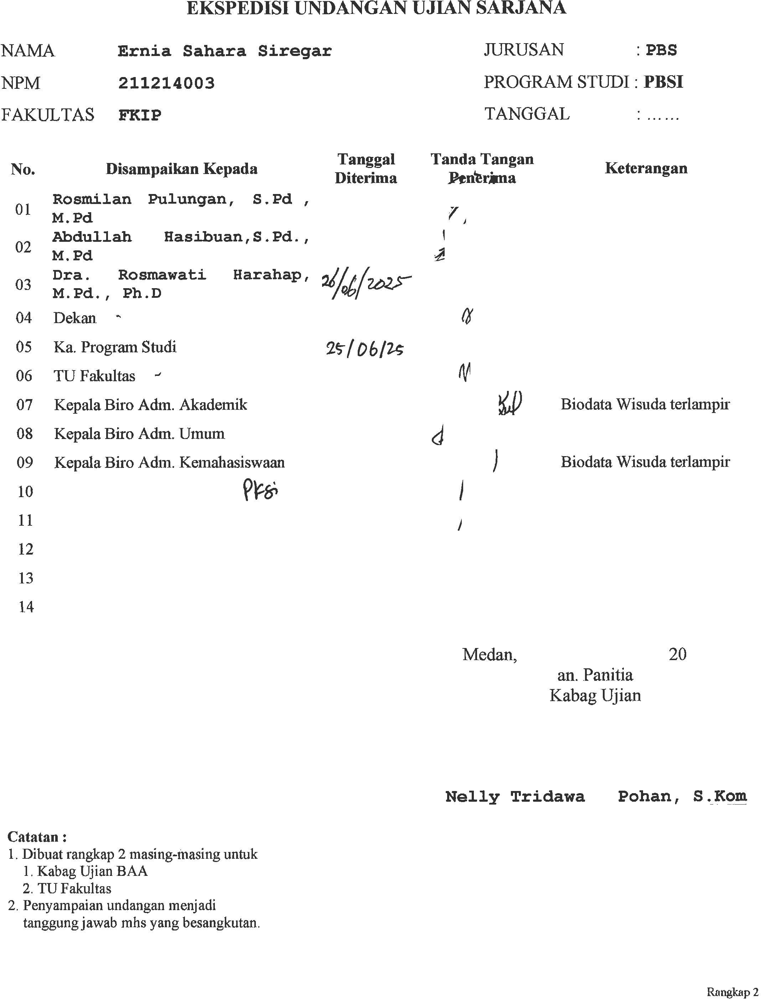 EKSPEDISI UNDANGAN UJIAN SARJANA
NAMA Ernia Sahara Siregar JURUSAN : PBS
NPM 211214003 PROGRAM STUDI : PBSI
FAKULTAS FKIP TANGGAL : ......
No. Disampaikan Kepada Tanggal Diterima Tanda Tangan Penerima Keterangan
01 Rosmilan Pulungan, S.Pd ,
M.Pd
02 Abdullah Hasibuan,S.Pd.,
M.Pd
03 Dra. Rosmawati Harahap, 26/06/2025
M.Pd., Ph.D
04 Dekan
05 Ka. Program Studi 25/06/25
06 TU Fakultas
07 Kepala Biro Adm. Akademik Biodata Wisuda terlampir
08 Kepala Biro Adm. Umum
09 Kepala Biro Adm. Kemahasiswaan Biodata Wisuda terlampir
10 PKSi
11
12
13
14
Medan, 20
an. Panitia
Kabag Ujian
Nelly Tridawa Pohan, S.Kom
Catatan :
1. Dibuat rangkap 2 masing-masing untuk
1. Kabag Ujian BAA
2. TU Fakultas
2. Penyampaian undangan menjadi
tanggung jawab mhs yang besangkutan.
Rangkap 2